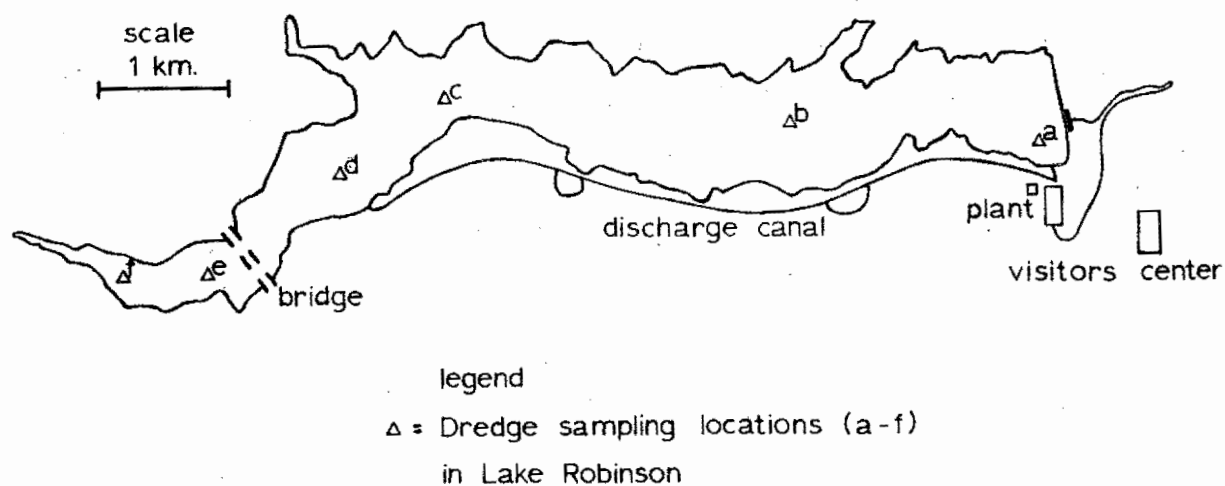 scale
1 km.
c
b
a
d
plant
discharge canal
f
e
visitors center
bridge
legend
Δ = Dredge sampling locations (a-f)
in Lake Robinson